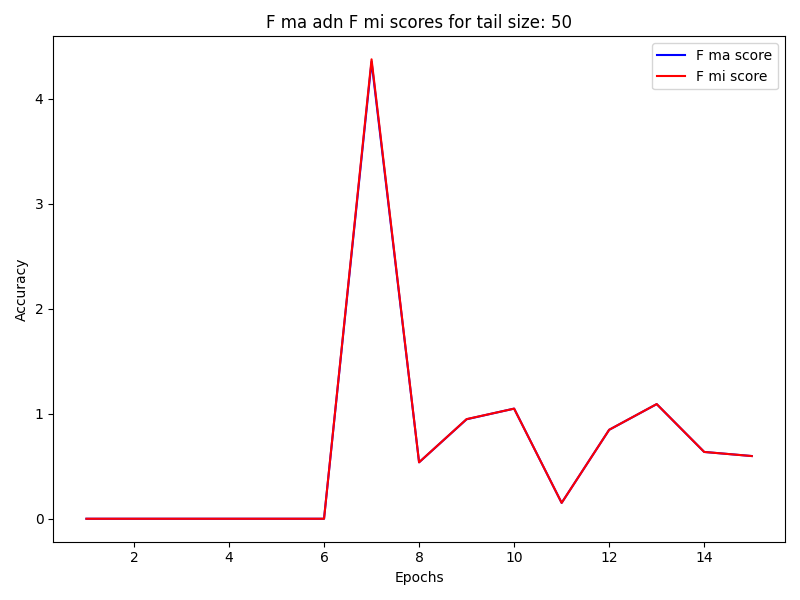 F ma adn F mi scores for tail size: 50
F ma score
F mi score
4
3
2
1
0
Accuracy
2 4 6 8 10 12 14
Epochs